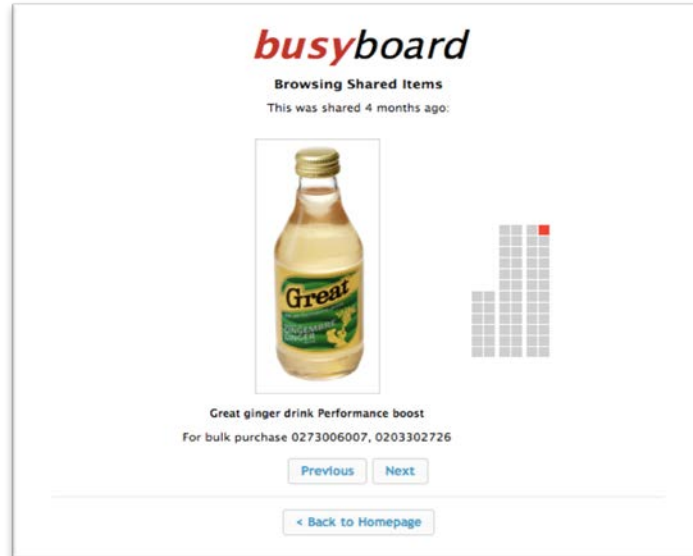 busyboard
Browsing Shared Items
This was shared 4 months ago:
Great
GINGEMBRE
GINGER
Great ginger drink Performance boost
For bulk purchase 0273006007, 0203302726
Previous
Next
< Back to Homepage